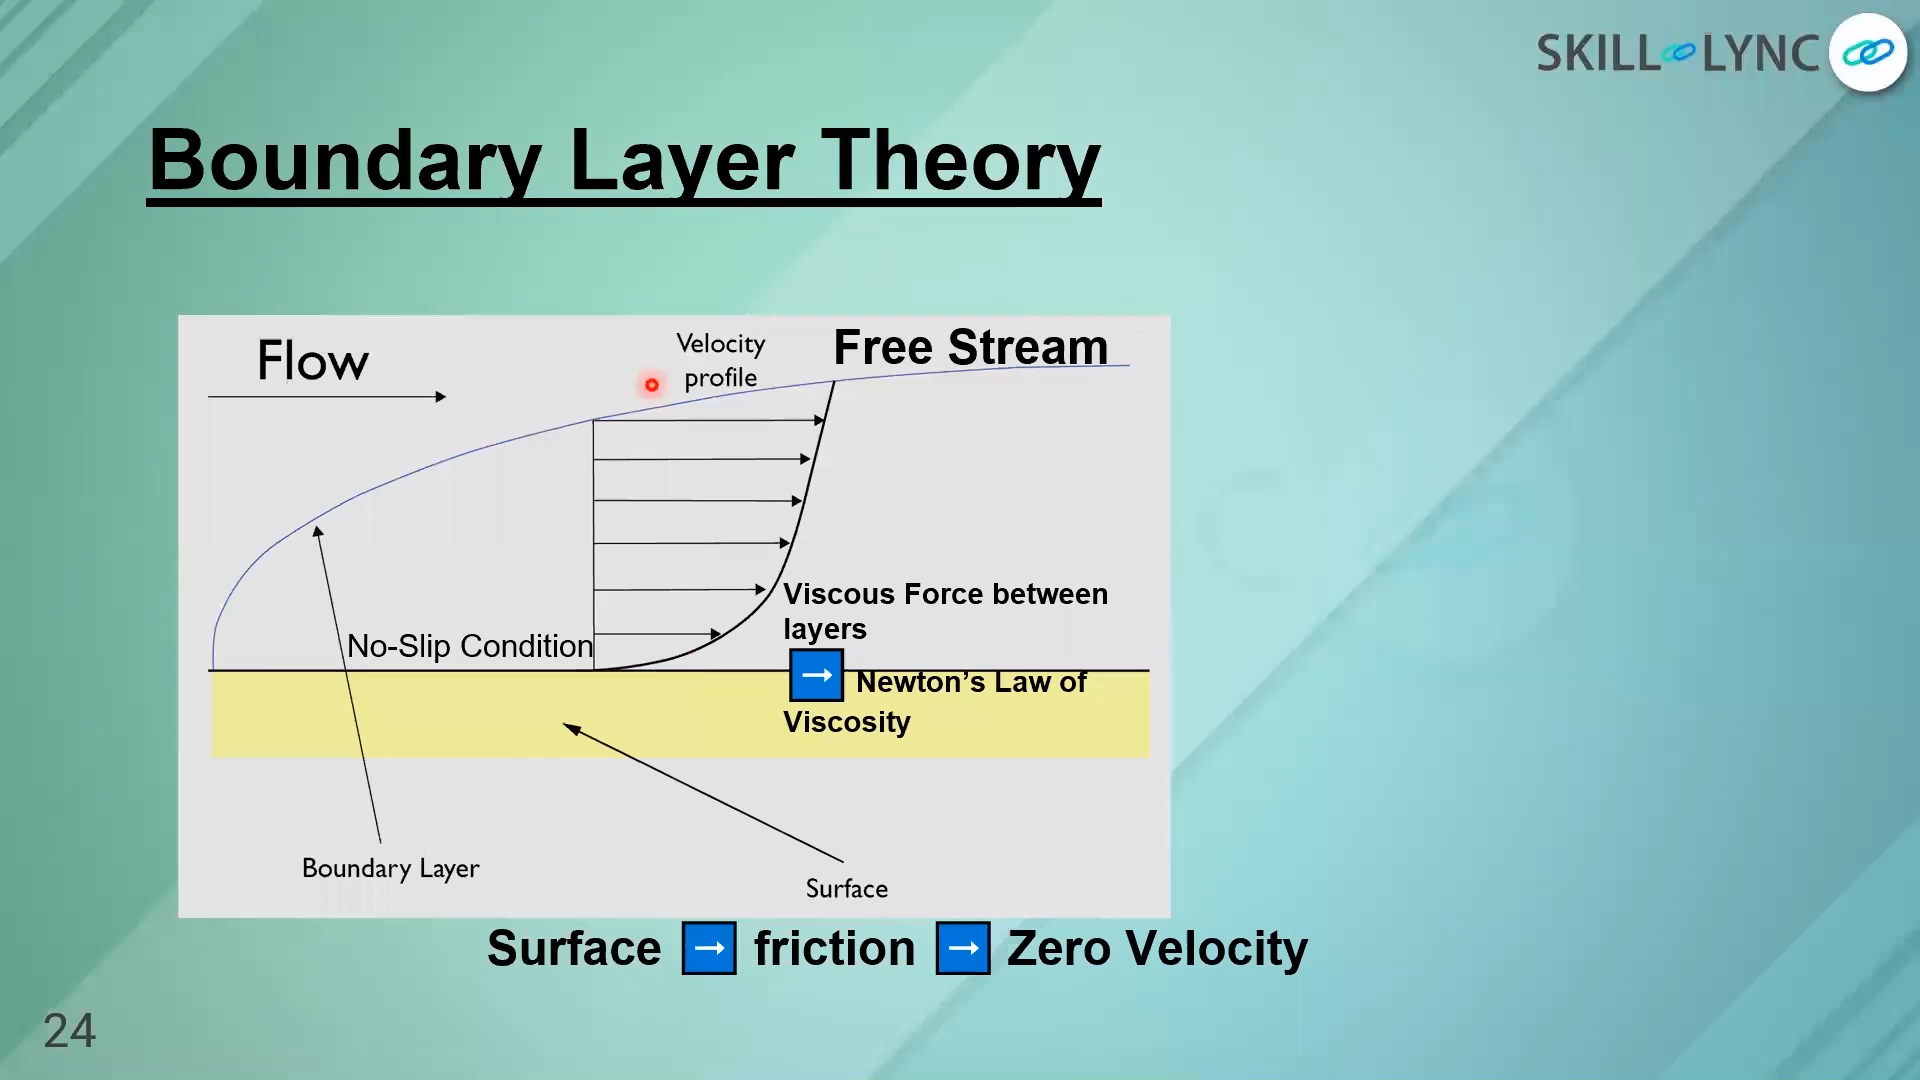 SKILL LYNC
Boundary Layer Theory
Flow
Velocity
profile
Free Stream
Viscous Force between
layers
No-Slip Condition
→ Newton’s Law of
Viscosity
Boundary Layer
Surface
Surface → friction → Zero Velocity
24